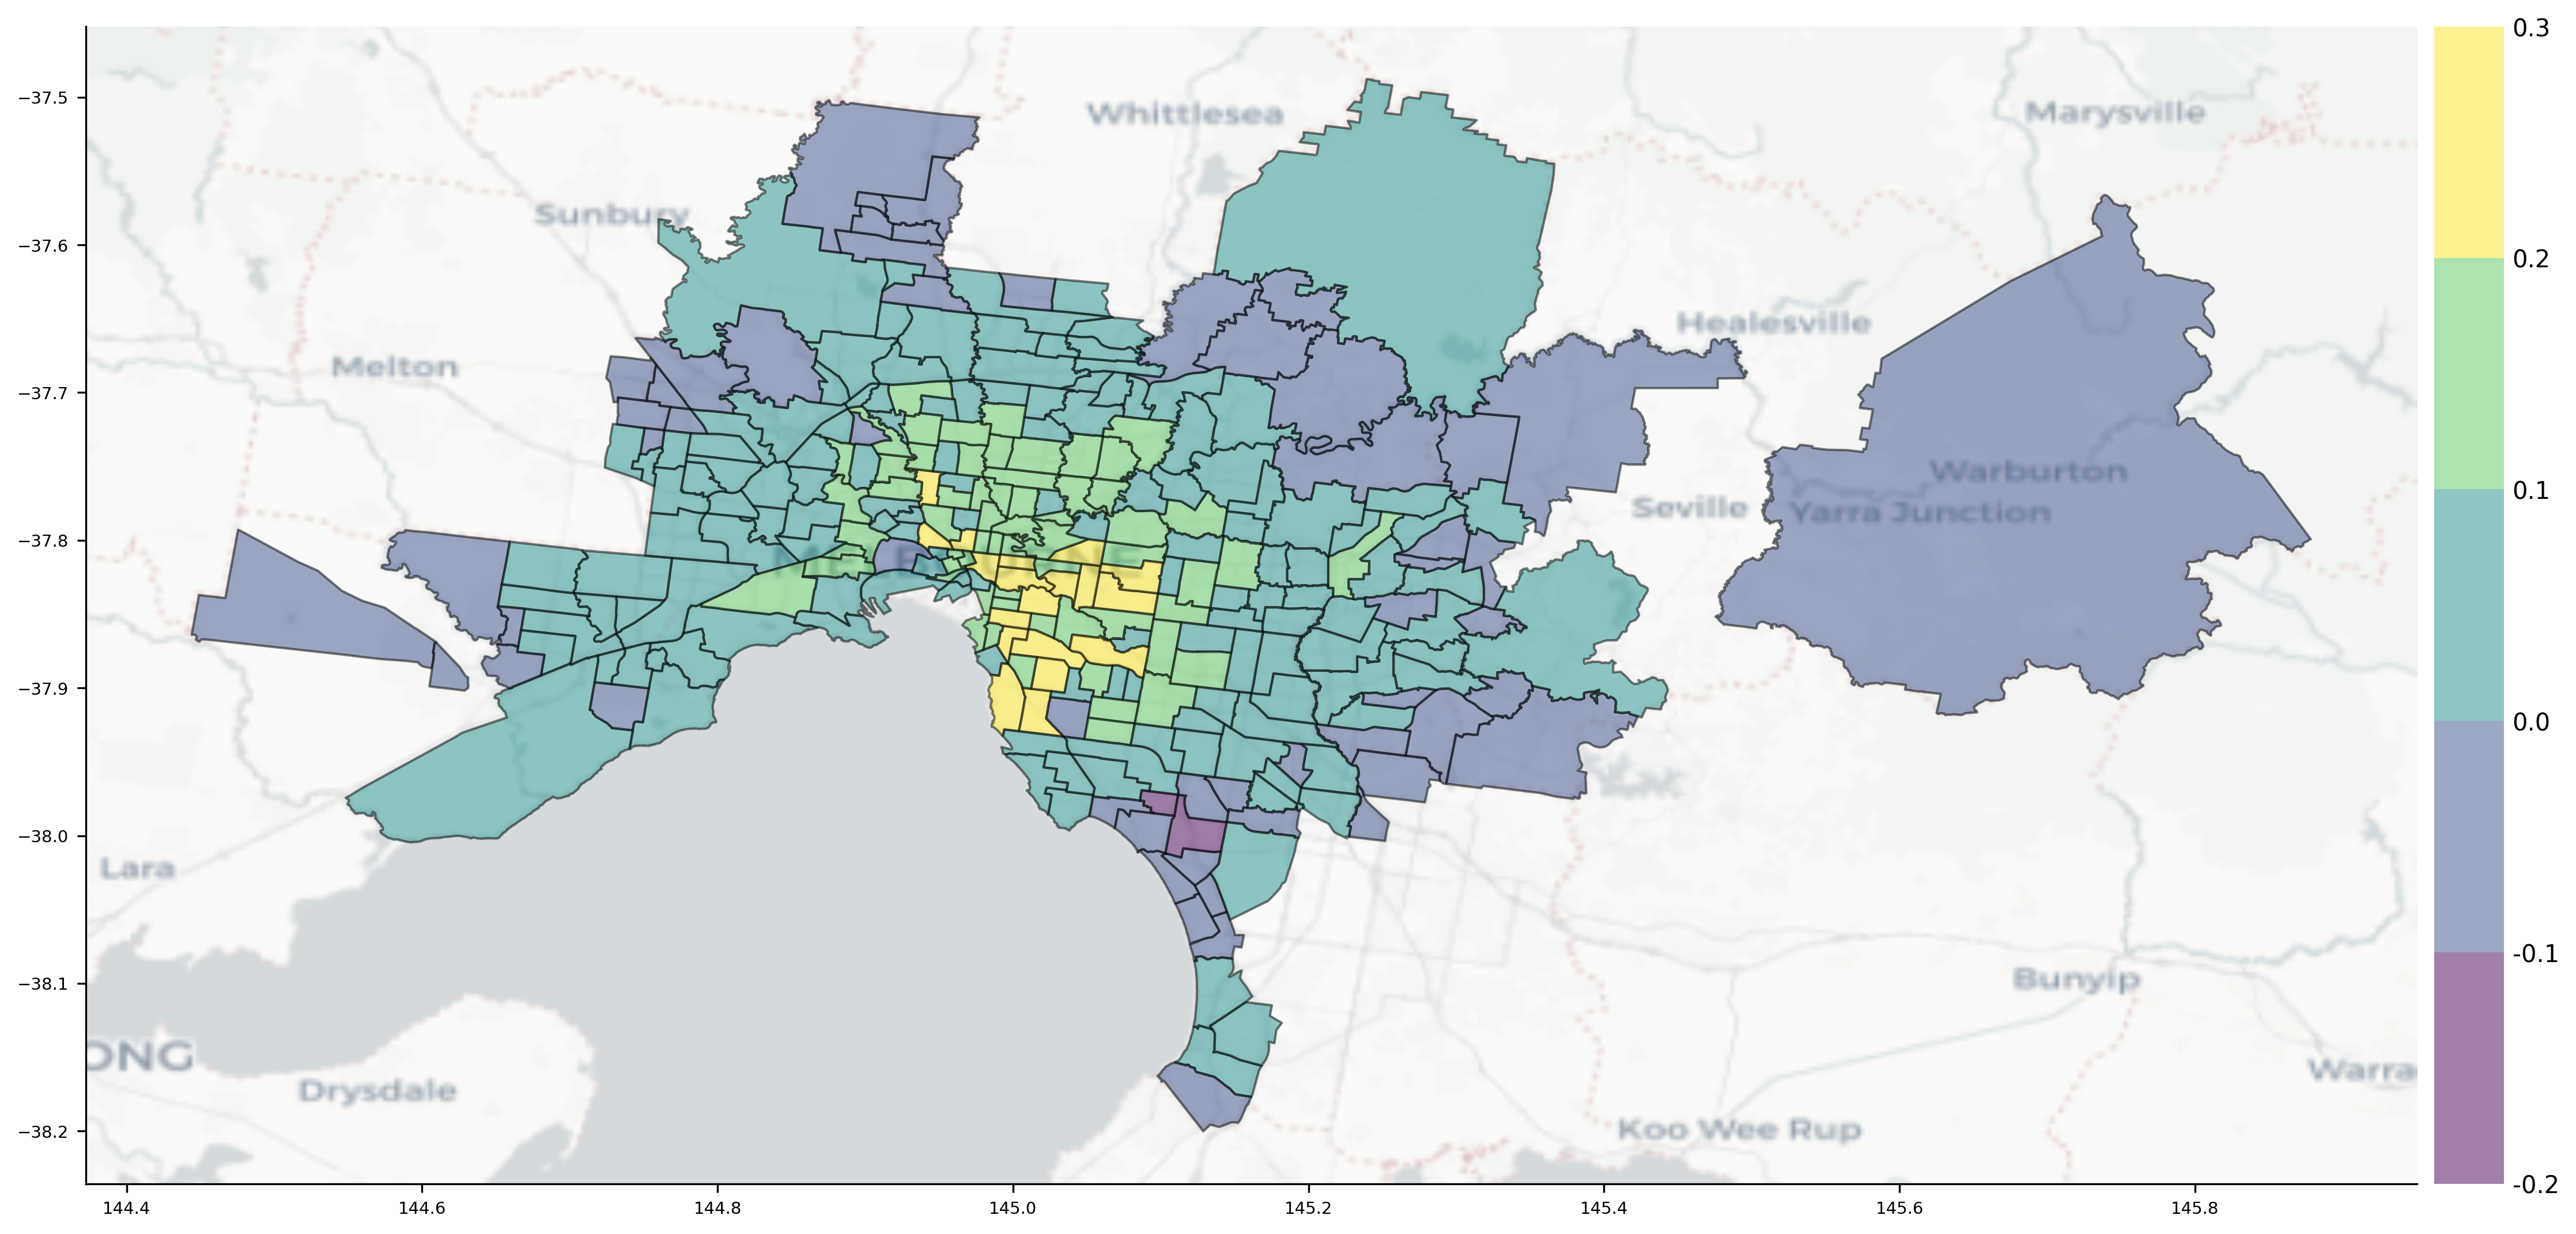 0.3
−37.5
Whittlesea
Marysville
Sunbury
−37.6
0.2
Healesville
Melton
−37.7
Warburton
0.1
Seville
Yarra Junction
−37.8
MELBOURNE
−37.9
0.0
−38.0
Lara
-0.1
−38.1
Bunyip
ONG
Drysdale
Warra
−38.2
Koo Wee Rup
-0.2
144.4
144.6
144.8
145.0
145.2
145.4
145.6
145.8